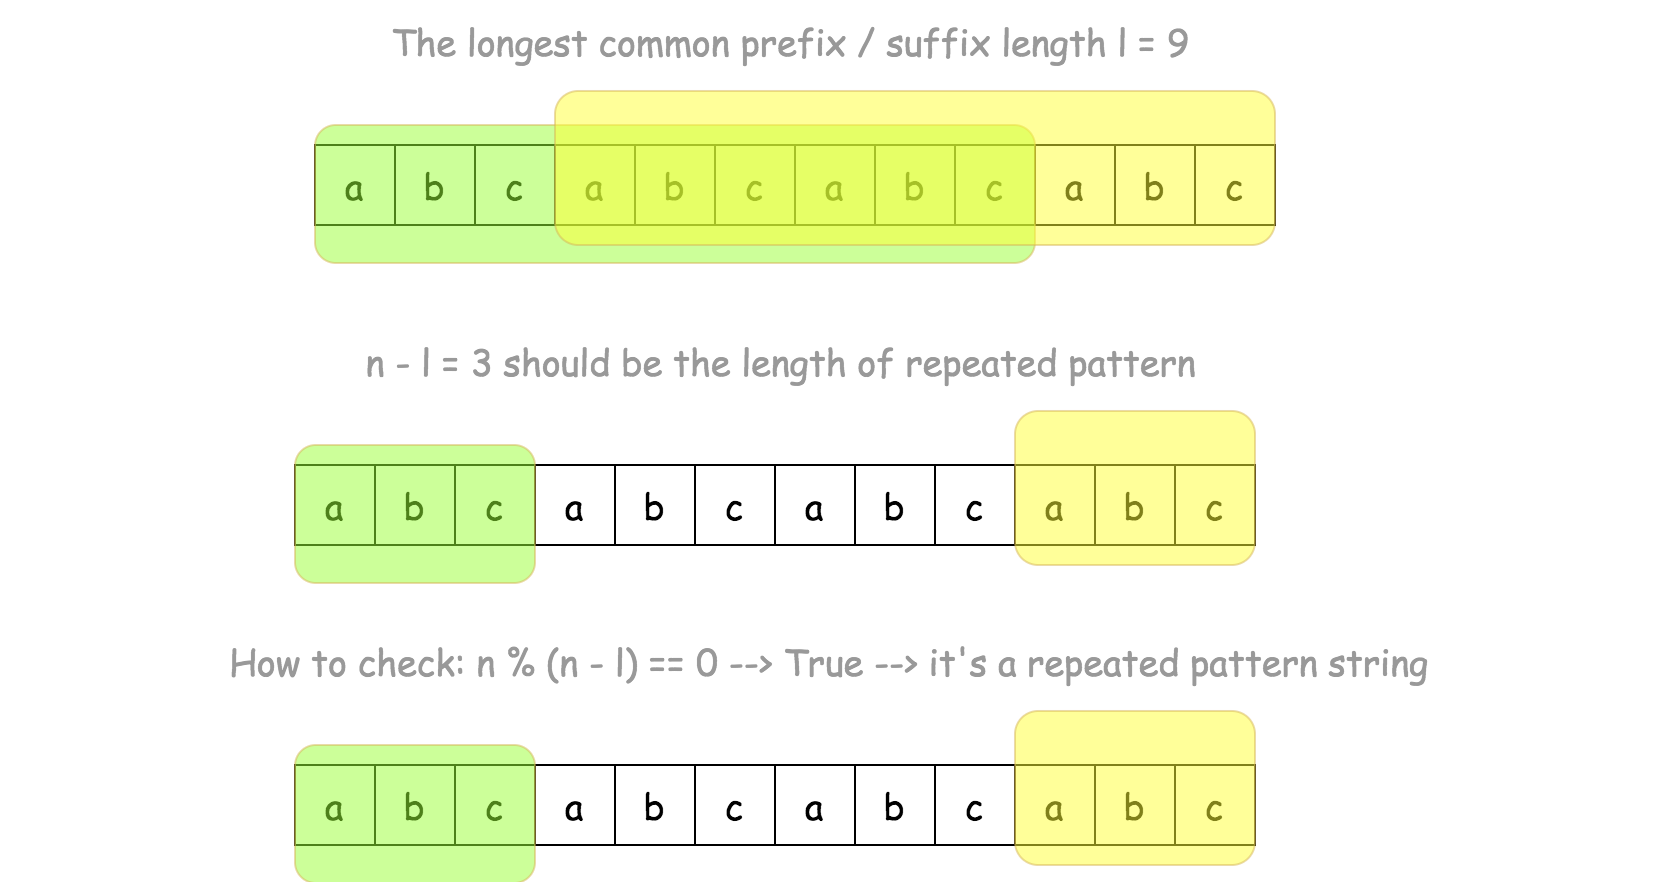 The longest common prefix / suffix length l = 9
a b c a b c a b c a b c
n - l = 3 should be the length of repeated pattern
a b c a b c a b c a b c
How to check: n % (n - l) == 0 --> True --> it's a repeated pattern string
a b c a b c a b c a b c